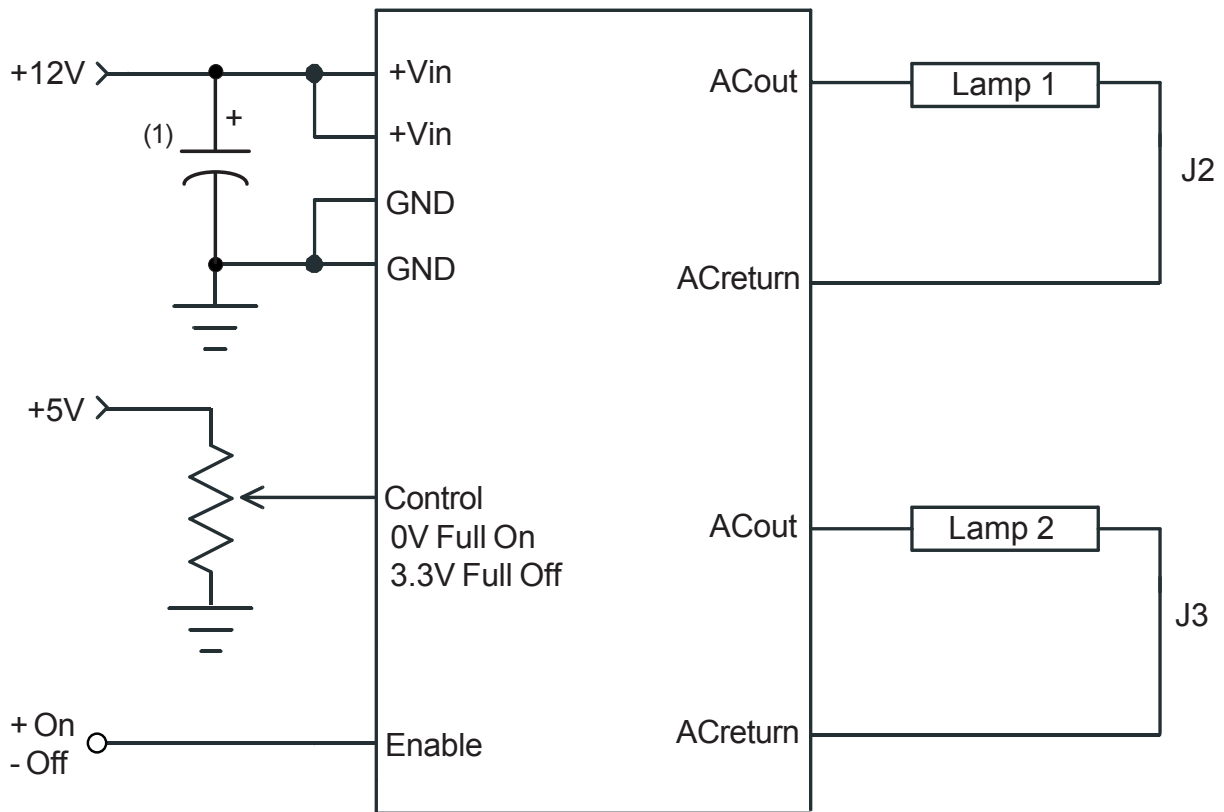 +12V
(1)
+
+Vin
+Vin
GND
GND
+5V
Control
0V Full On
3.3V Full Off
+ On
- Off
Enable
ACout
Lamp 1
J2
ACreturn
ACout
Lamp 2
J3
ACreturn